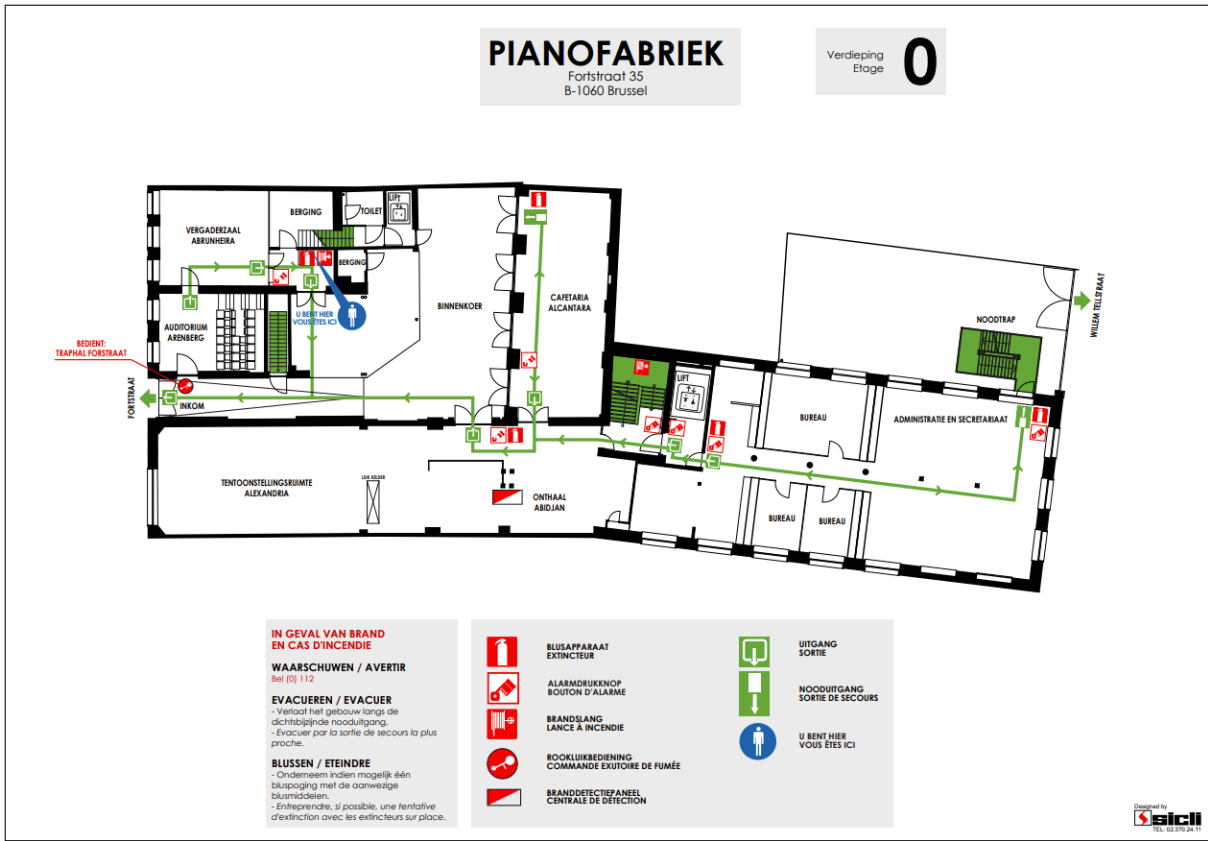 PIANOFABRIEK
Fortstraat 35
B-1060 Brussel
Verdieping
Etage
0
BERGING
TOILET
LIFT
VERGADERZAAL
ABRUNHEIRA
BERGING
U BENT HIER
VOUS ÊTES ICI
BINNENKOER
CAFETARIA
ALCANTARA
AUDITORIUM
ARENBERG
BEDIENT:
TRAPHAL FORSTRAAT
FORTSTRAAT
INKOM
LIFT
NOODTRAP
WILLEM TELLSTRAAT
BUREAU
ADMINISTRATIE EN SECRETARIAAT
TENTOONSTELLINGSRUIMTE
ALEXANDRIA
LUIK KELDER
ONTHAAL
ABIDJAN
BUREAU
BUREAU
IN GEVAL VAN BRAND
EN CAS D'INCENDIE
WAARSCHUWEN / AVERTIR
Bel (0) 112
EVACUEREN / EVACUER
- Verlaat het gebouw langs de
dichtsbijzinde nooduitgang.
- Evacuer par la sortie de secours la plus
proche.
BLUSSEN / ETEINDRE
- Onderneem indien mogelijk één
bluspoging met de aanwezige
blusmiddelen.
- Entreprendre, si possible, une tentative
d'extinction avec les extincteurs sur place.
BLUSAPPARAAT
EXTINCTEUR
ALARMDRUKKNOP
BOUTON D'ALARME
BRANDSLANG
LANCE À INCENDIE
ROOKLUIKBEDIENING
COMMANDE EXUTOIRE DE FUMÉE
BRANDDETECTIEPANEEL
CENTRALE DE DÉTECTION
UITGANG
SORTIE
NOODUITGANG
SORTIE DE SECOURS
U BENT HIER
VOUS ÊTES ICI
Designed by
sicli
TEL: 02.370.24.11